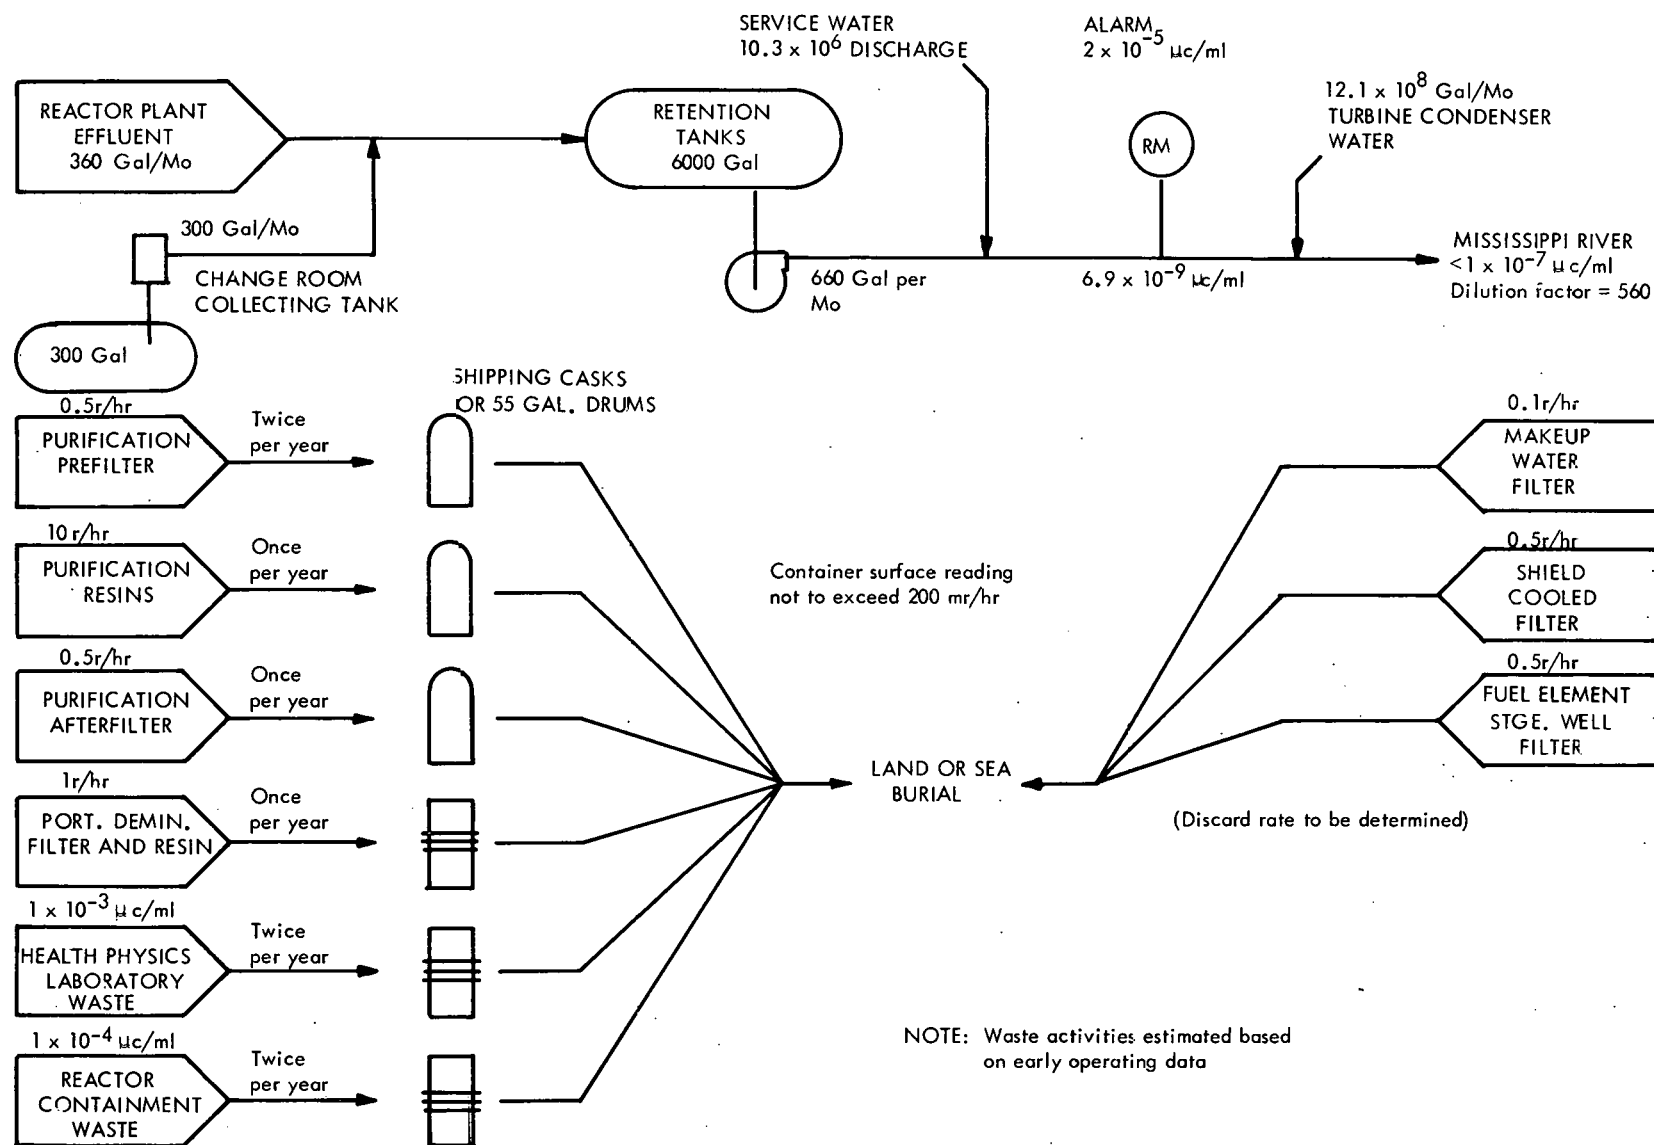 SERVICE WATER
10.3 x 10⁶ DISCHARGE
ALARM
2 x 10⁻⁵ μc/ml
REACTOR PLANT
EFFLUENT
360 Gal/Mo
RETENTION
TANKS
6000 Gal
RM
12.1 x 10⁸ Gal/Mo
TURBINE CONDENSER
WATER
300 Gal/Mo
CHANGE ROOM
COLLECTING TANK
300 Gal
660 Gal per
Mo
6.9 x 10⁻⁹ μc/ml
MISSISSIPPI RIVER
<1 x 10⁻⁷ μc/ml
Dilution factor = 560
SHIPPING CASKS
OR 55 GAL. DRUMS
0.5r/hr
PURIFICATION
PREFILTER
Twice
per year
10r/hr
PURIFICATION
RESINS
Once
per year
0.5r/hr
PURIFICATION
AFTERFILTER
Once
per year
1r/hr
PORT. DEMIN.
FILTER AND RESIN
Once
per year
1 x 10⁻³ μc/ml
HEALTH PHYSICS
LABORATORY
WASTE
Twice
per year
1 x 10⁻⁴ μc/ml
REACTOR
CONTAINMENT
WASTE
Twice
per year
Container surface reading
not to exceed 200 mr/hr
LAND OR SEA
BURIAL
0.1r/hr
MAKEUP
WATER
FILTER
0.5r/hr
SHIELD
COOLED
FILTER
0.5r/hr
FUEL ELEMENT
STGE. WELL
FILTER
(Discard rate to be determined)
NOTE: Waste activities estimated based
on early operating data